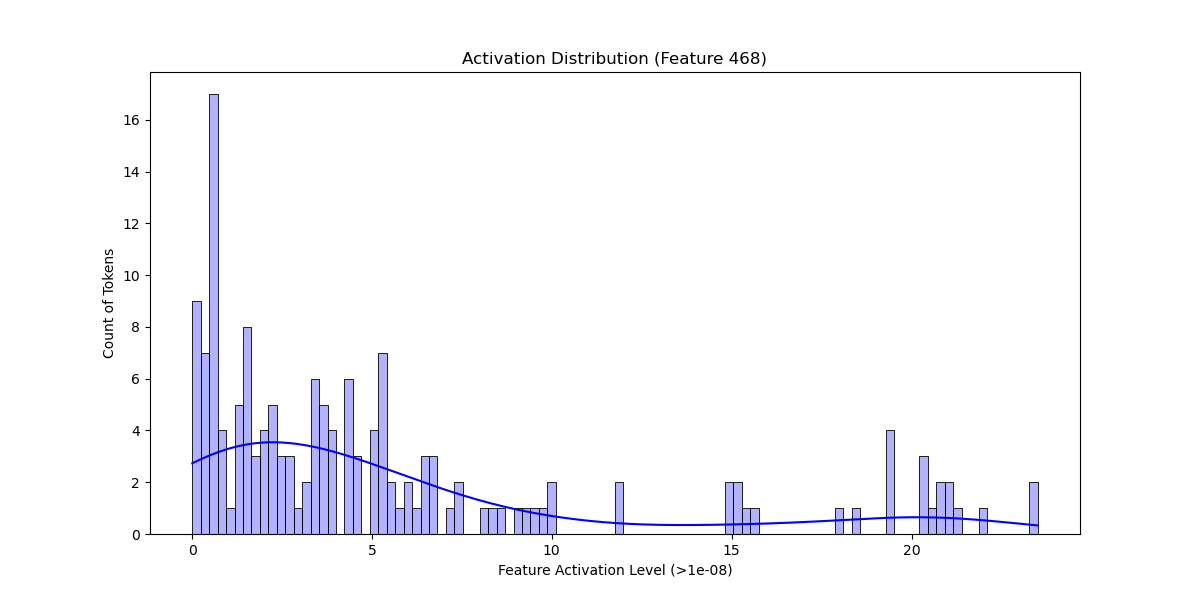 Activation Distribution (Feature 468)
Count of Tokens
16
14
12
10
8
6
4
2
0
0 5 10 15 20
Feature Activation Level (>1e-08)